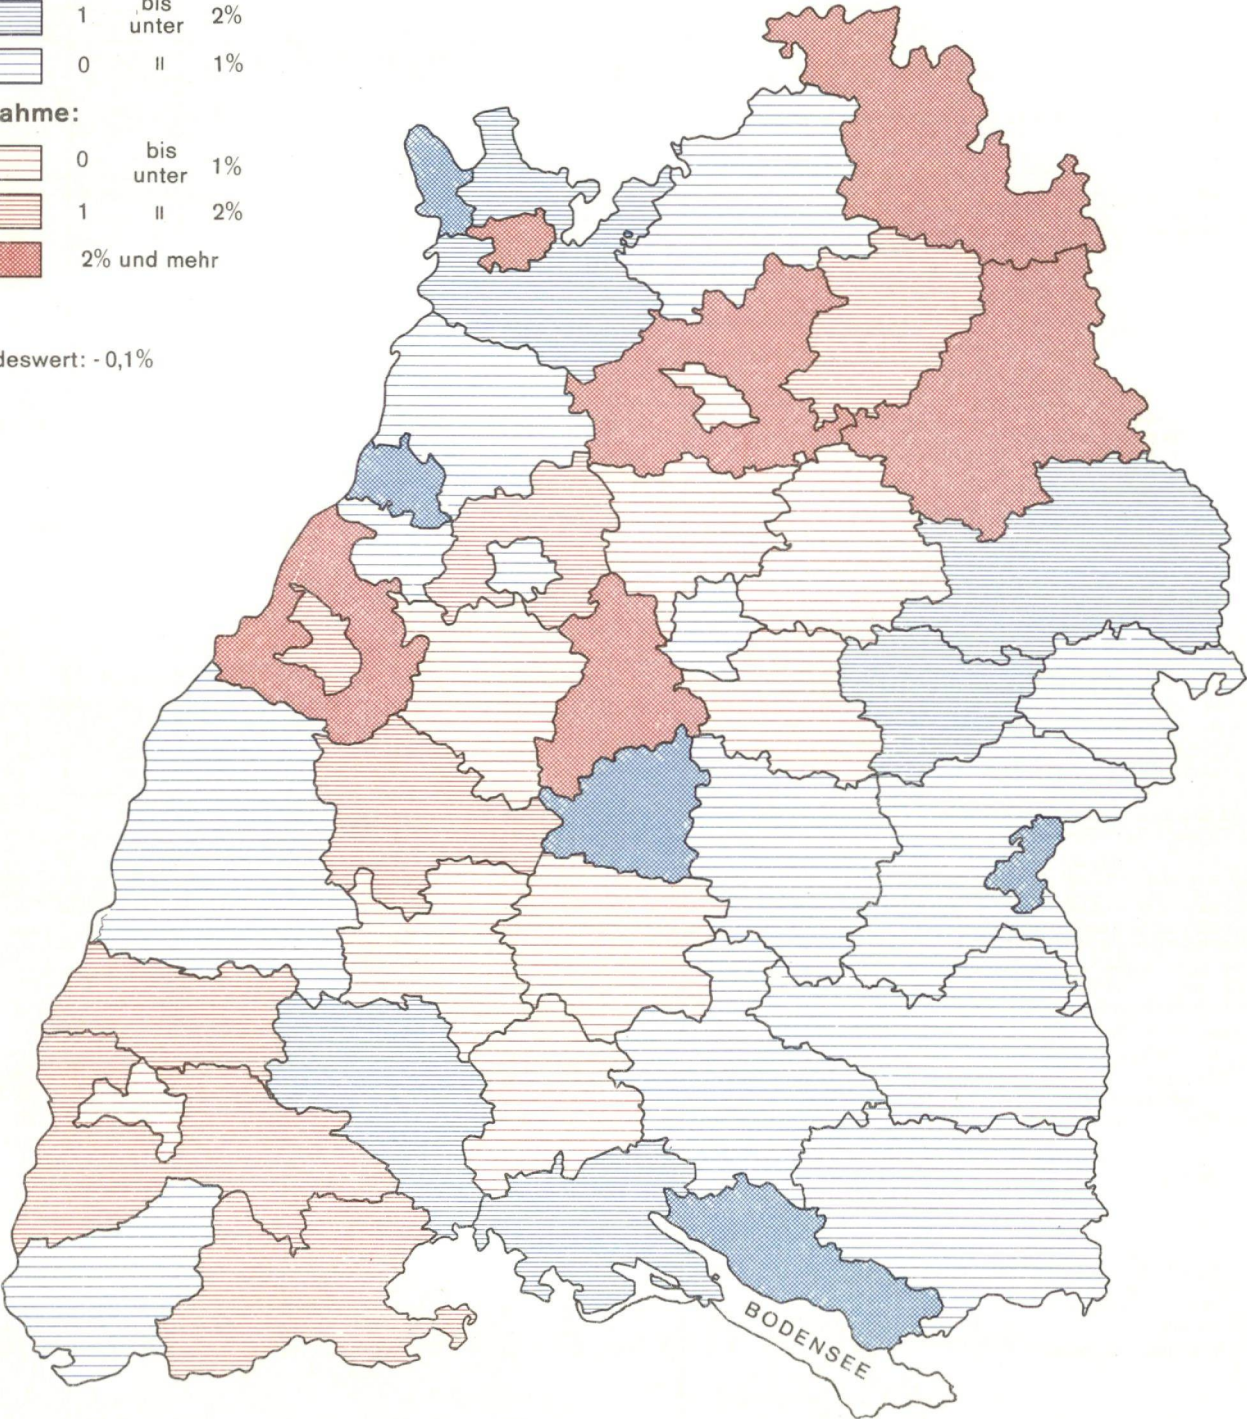 1 bis unter 2%
0 " 1%
ahme:
0 bis unter 1%
1 " 2%
2% und mehr
deswert: - 0,1%
BODENSEE